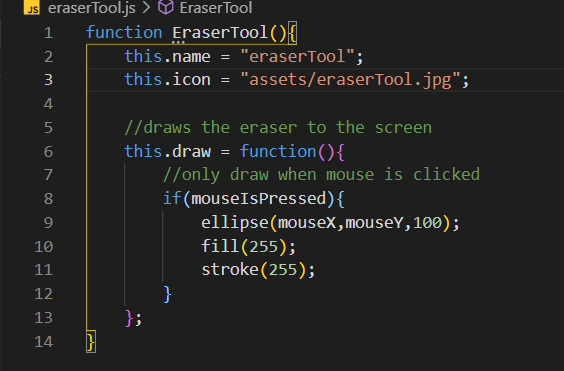 JS eraserTool.js > EraserTool
1 function EraserTool(){
2 this.name = "eraserTool";
3 this.icon = "assets/eraserTool.jpg";
4
5 //draws the eraser to the screen
6 this.draw = function(){
7 //only draw when mouse is clicked
8 if(mouseIsPressed){
9 ellipse(mouseX,mouseY,100);
10 fill(255);
11 stroke(255);
12 }
13 };
14 }